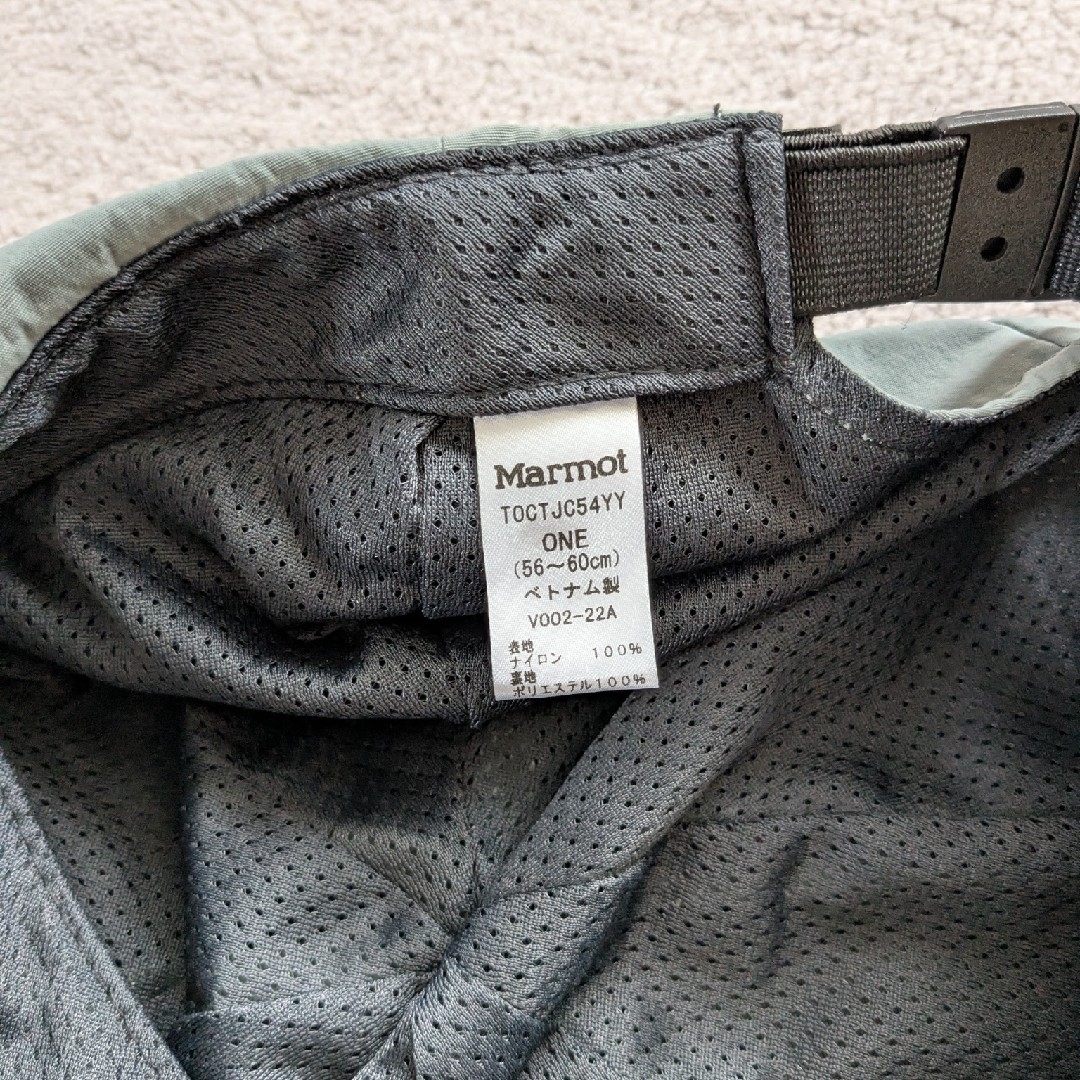 Marmot
TOCTJC54YY
ONE
(56〜60cm)
ベトナム製
V002-22A
表地
ナイロン 100%
裏地
ポリエステル100%